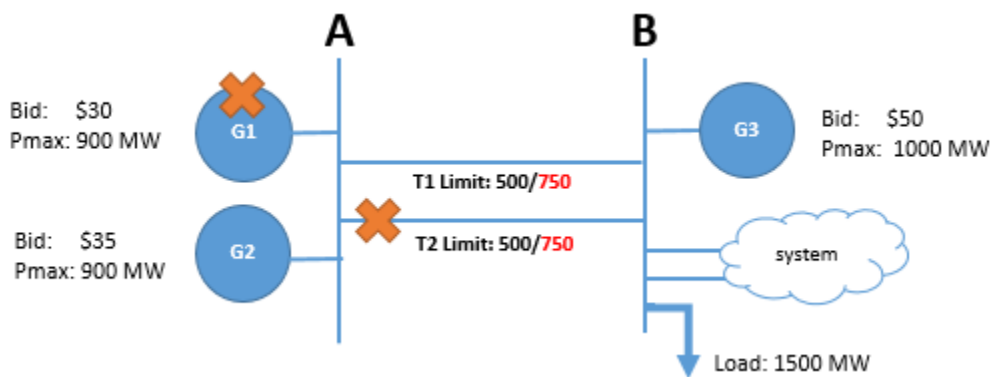 A
B
Bid: $30
Pmax: 900 MW
G1
G3
Bid: $50
Pmax: 1000 MW
T1 Limit: 500/750
Bid: $35
Pmax: 900 MW
G2
T2 Limit: 500/750
system
Load: 1500 MW